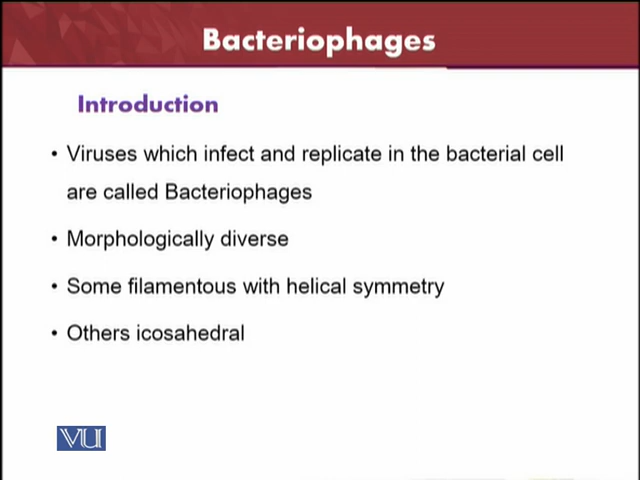 Bacteriophages
Introduction
• Viruses which infect and replicate in the bacterial cell
are called Bacteriophages
• Morphologically diverse
• Some filamentous with helical symmetry
• Others icosahedral
VU